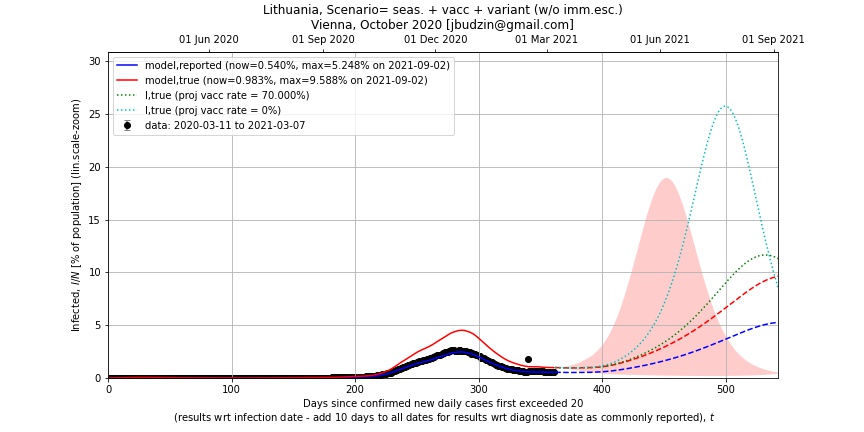 Lithuania, Scenario= seas. + vacc + variant (w/o imm.esc.)
Vienna, October 2020 [jbudzin@gmail.com]
01 Jun 2020 01 Sep 2020 01 Dec 2020 01 Mar 2021 01 Jun 2021 01 Sep 2021
model,reported (now=0.540%, max=5.248% on 2021-09-02)
model,true (now=0.983%, max=9.588% on 2021-09-02)
I,true (proj vacc rate = 70.000%)
I,true (proj vacc rate = 0%)
data: 2020-03-11 to 2021-03-07
Infected, I/N [% of population] (lin.scale-zoom)
30
25
20
15
10
5
0
0 100 200 300 400 500
Days since confirmed new daily cases first exceeded 20
(results wrt infection date - add 10 days to all dates for results wrt diagnosis date as commonly reported), t